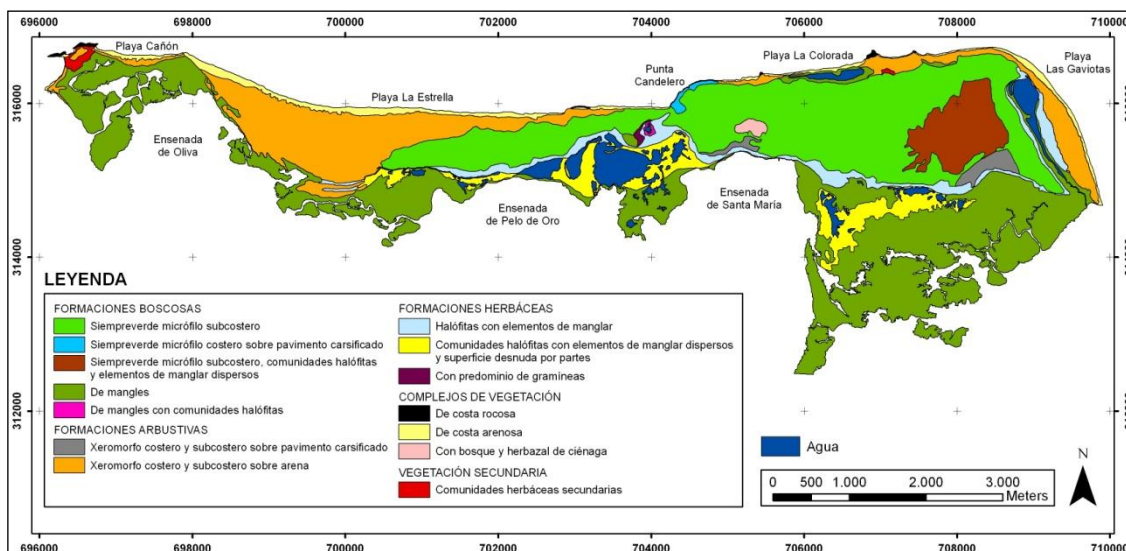 696000 698000 700000 702000 704000 706000 708000 710000
Playa Cañón
Playa La Estrella
Punta
Candelero
Playa La Colorada
Playa
Las Gaviotas
316000
Ensenada
de Oliva
Ensenada
de Pelo de Oro
Ensenada
de Santa María
314000
LEYENDA
FORMACIONES BOSCOSAS
Siempreverde micrófilo subcostero
Siempreverde micrófilo costero sobre pavimento carsificado
Siempreverde micrófilo subcostero, comunidades halófitas
y elementos de manglar dispersos
De mangles
De mangles con comunidades halófitas
FORMACIONES ARBUSTIVAS
Xeromorfo costero y subcostero sobre pavimento carsificado
Xeromorfo costero y subcostero sobre arena
FORMACIONES HERBÁCEAS
Halófitas con elementos de manglar
Comunidades halófitas con elementos de manglar dispersos
y superficie desnuda por partes
Con predominio de gramíneas
COMPLEJOS DE VEGETACIÓN
De costa rocosa
De costa arenosa
Con bosque y herbazal de ciénaga
VEGETACIÓN SECUNDARIA
Comunidades herbáceas secundarias
Agua
N
0 500 1.000 2.000 3.000
Meters
312000
696000 698000 700000 702000 704000 706000 708000 710000